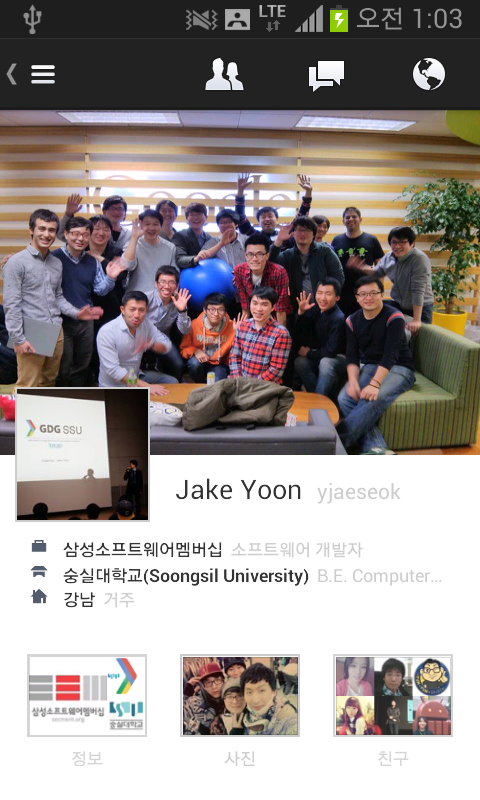 LTE 오전 1:03
GDG SSU
Jake Yoon yjaeseok
삼성소프트웨어멤버십 소프트웨어 개발자
숭실대학교(Soongsil University) B.E. Computer...
강남 거주
삼성소프트웨어멤버십
secmem.org
숭실대학교
정보
사진
친구